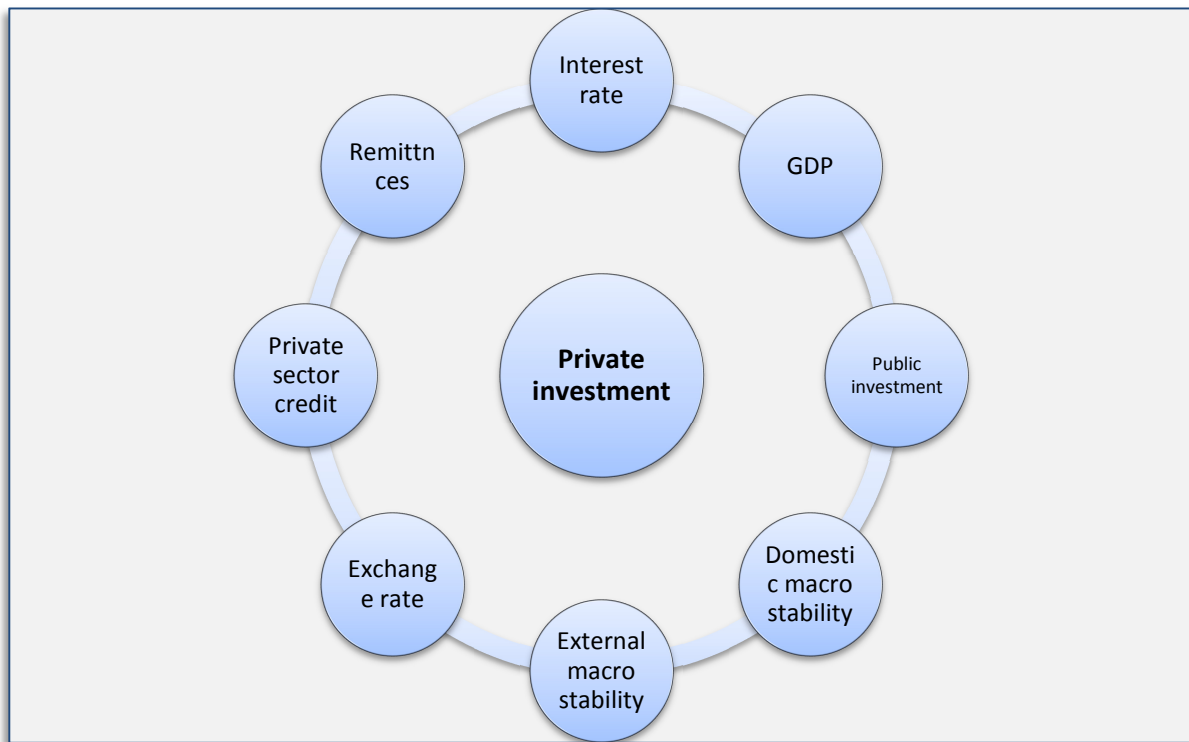 Interest
rate
GDP
Public
investment
Domesti
c macro
stability
External
macro
stability
Exchang
e rate
Private
sector
credit
Remittn
ces
Private
investment